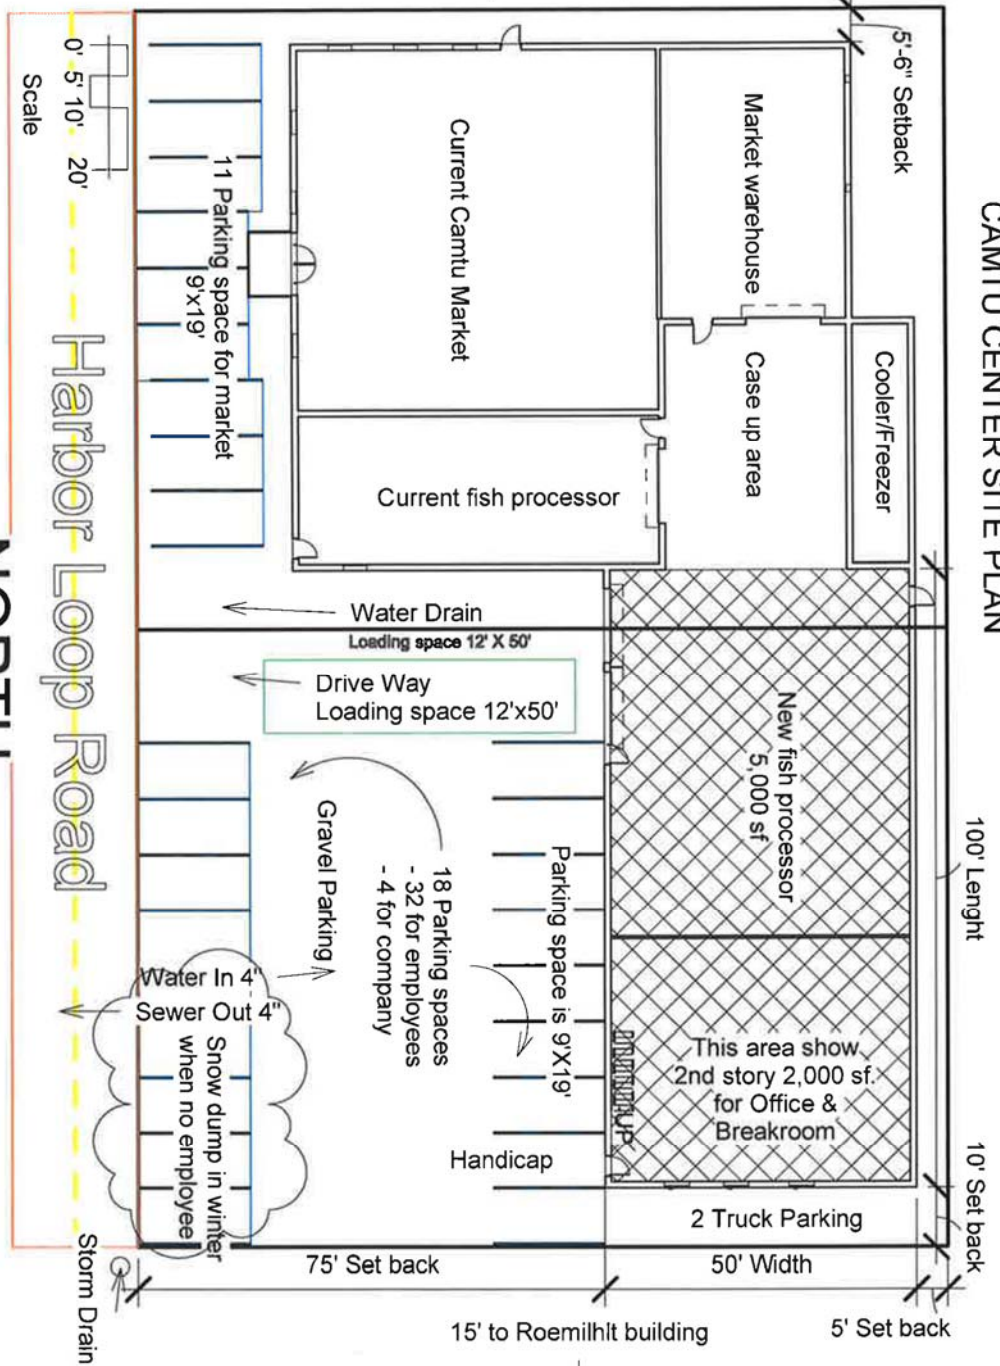 CAMTU CENTER SITE PLAN
5'-6" Setback
Market warehouse
Current Camtu Market
Cooler/Freezer
Case up area
Current fish processor
11 Parking space for market
9'x19'
0' 5' 10' 20'
Scale
Harbor Loop Road
NORTH
Water Drain
Loading space 12' X 50'
Drive Way
Loading space 12'x50'
New fish processor
5,000 sf
100' Lenght
Gravel Parking
18 Parking spaces
- 32 for employees
- 4 for company
Parking space is 9'X19'
Water In 4"
Sewer Out 4"
Snow dump in winter
when no employee
This area show
2nd story 2,000 sf.
for Office &
Breakroom
UP
Handicap
2 Truck Parking
10' Set back
75' Set back
50' Width
5' Set back
15' to Roemilhlt building
Storm Drain